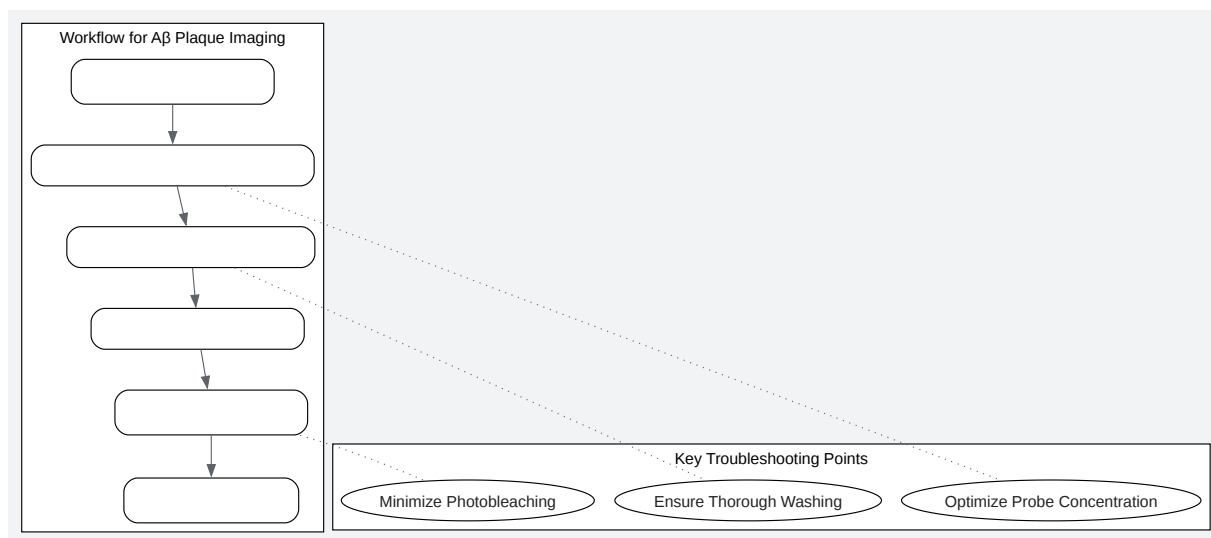 Workflow for Aβ Plaque Imaging
Key Troubleshooting Points
Minimize Photobleaching
Ensure Thorough Washing
Optimize Probe Concentration